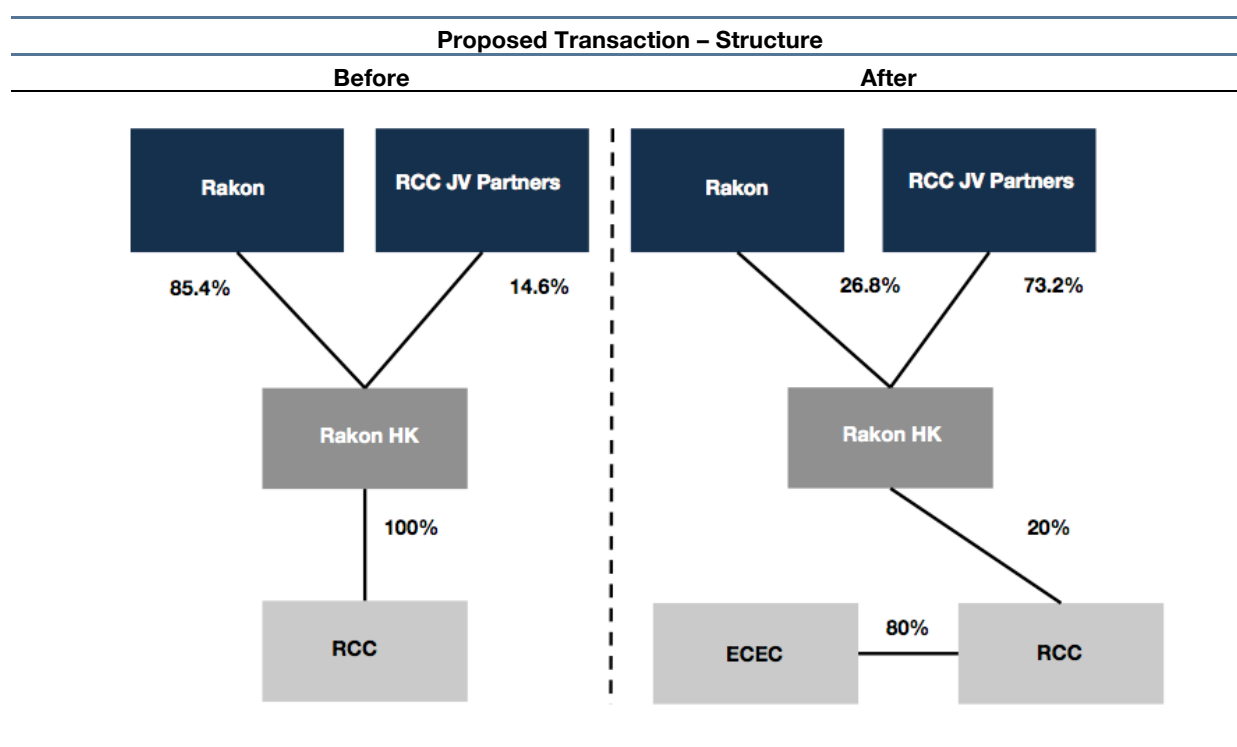 Proposed Transaction – Structure
Before
After
Rakon
RCC JV Partners
85.4%
14.6%
Rakon HK
100%
RCC
Rakon
RCC JV Partners
26.8%
73.2%
Rakon HK
20%
80%
ECEC
RCC